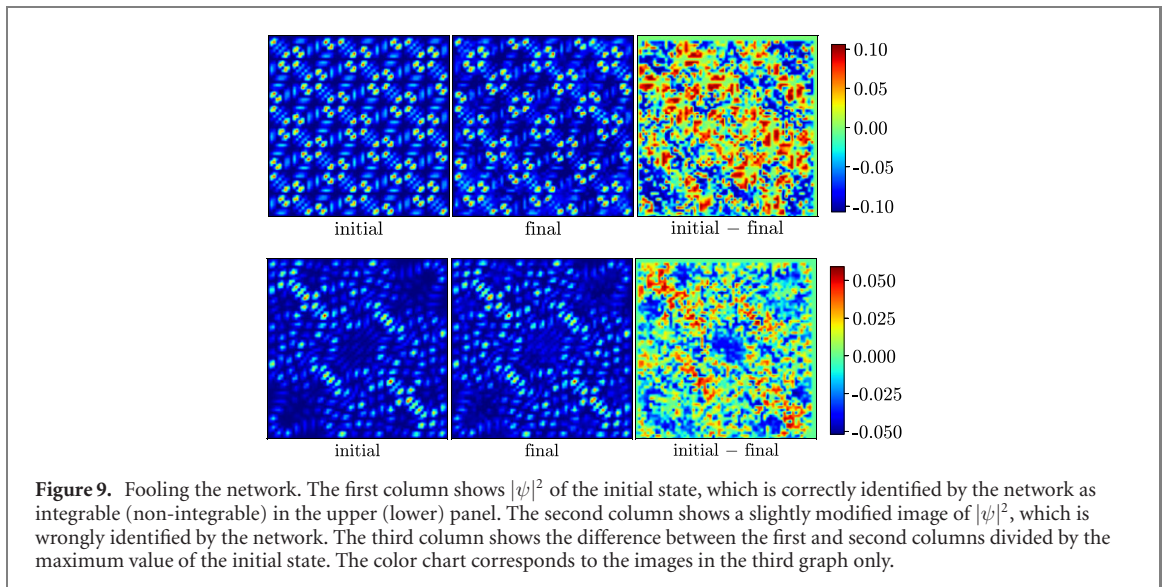 0.10
0.05
0.00
-0.05
-0.10
initial final initial − final
0.050
0.025
0.000
-0.025
-0.050
initial final initial − final
Figure 9. Fooling the network. The first column shows |ψ|² of the initial state, which is correctly identified by the network as
integrable (non-integrable) in the upper (lower) panel. The second column shows a slightly modified image of |ψ|², which is
wrongly identified by the network. The third column shows the difference between the first and second columns divided by the
maximum value of the initial state. The color chart corresponds to the images in the third graph only.